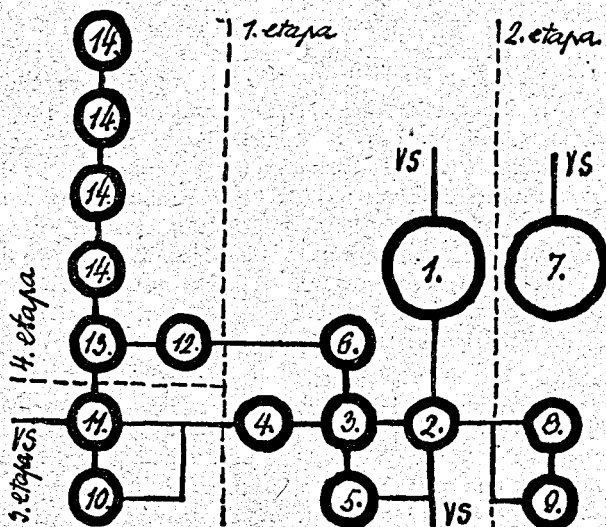 14.
1. etapa
2. etapa
14.
14.
VS
VS
14.
1.
7.
4. etapa
13.
12.
6.
11.
4.
3.
2.
8.
VS
3. etapa
10.
5.
9.
VS